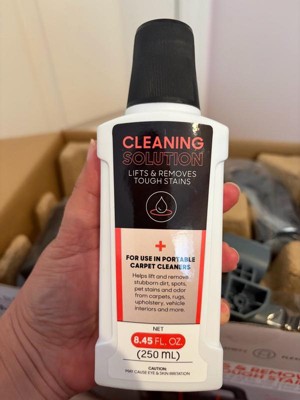 CLEANING
SOLUTION
LIFTS & REMOVES
TOUGH STAINS
FOR USE IN PORTABLE
CARPET CLEANERS
Helps lift and remove
stubborn dirt, spots,
pet stains and odor
from carpets, rugs,
upholstery, vehicle
interiors and more.
NET
8.45 FL. OZ.
(250 mL)
CAUTION:
MAY CAUSE EYE & SKIN IRRITATION